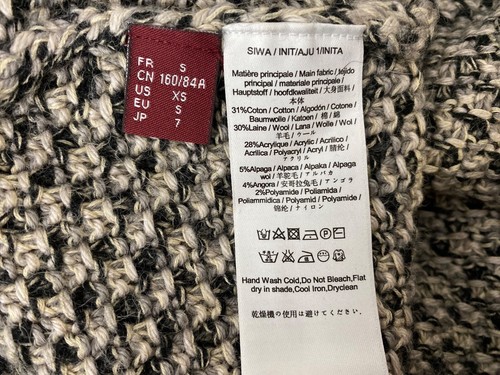 FR S
CN 160/84A
US XS
EU S
JP 7
SIWA / INIT/AJU 1/INITA
Matière principale / Main fabric / tejido
principal / materiale principale /
Hauptstoff / hoofdkwaliteit / 大身面料 /
本体
31%Coton / Cotton / Algodón / Cotone /
Baumwolle / Katoen / 棉 / 綿
30%Laine / Wool / Lana / Wolle / Wol /
羊毛 / ウール
28%Acrylique / Acrylic / Acrílico /
Acrilica / Polyacryl / Acryl / 腈纶 /
アクリル
5%Alpaga / Alpaca / Alpaka / Alpaga
wol / 羊驼毛 / アルパカ
4%Angora / 安哥拉兔毛 / アンゴラ
2%Polyamide / Poliamida /
Poliammidica / Polyamid / Polyamide /
锦纶 / ナイロン
Hand Wash Cold,Do Not Bleach,Flat
dry in shade,Cool Iron,Dryclean
乾燥機の使用は避けてください.